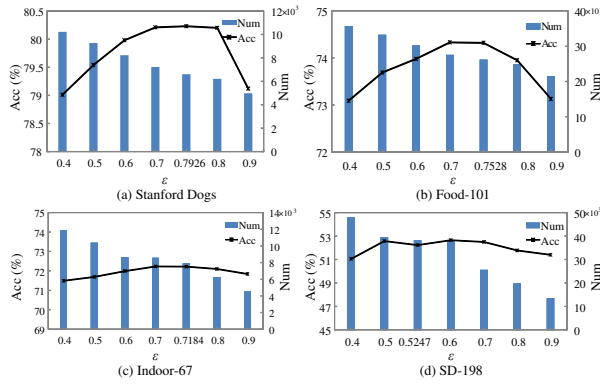 80.5
80
79.5
79
78.5
78
Acc (%)
12×10³
10
8
6
4
2
0
Num
Num
Acc
0.4 0.5 0.6 0.7 0.7926 0.8 0.9
ε
(a) Stanford Dogs
75
74
73
72
Acc (%)
30
20
10
0
Num
Num
Acc
0.4 0.5 0.6 0.7 0.7528 0.8 0.9
ε
(b) Food-101
75
74
73
72
71
70
69
Acc (%)
14×10³
12
10
8
6
4
2
0
Num
Num
Acc
0.4 0.5 0.6 0.7 0.7184 0.8 0.9
ε
(c) Indoor-67
55
53
51
49
47
45
Acc (%)
40
30
20
10
0
Num
Num
Acc
0.4 0.5 0.5247 0.6 0.7 0.8 0.9
ε
(d) SD-198